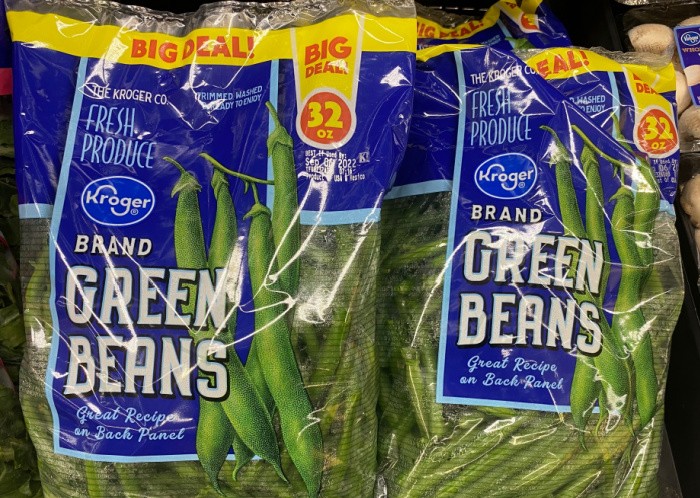 BIG DEAL!
BIG
DEAL!
32
OZ
THE KROGER CO.
FRESH
PRODUCE
TRIMMED, WASHED
READY TO ENJOY
Kroger
BRAND
GREEN
BEANS
Great Recipe
on Back Panel
EAL!
DEAL!
32
OZ
THE KROGER CO.
FRESH
PRODUCE
Kroger
BRAND
GREEN
BEANS
Great Recipe
on Back Panel
Kroger